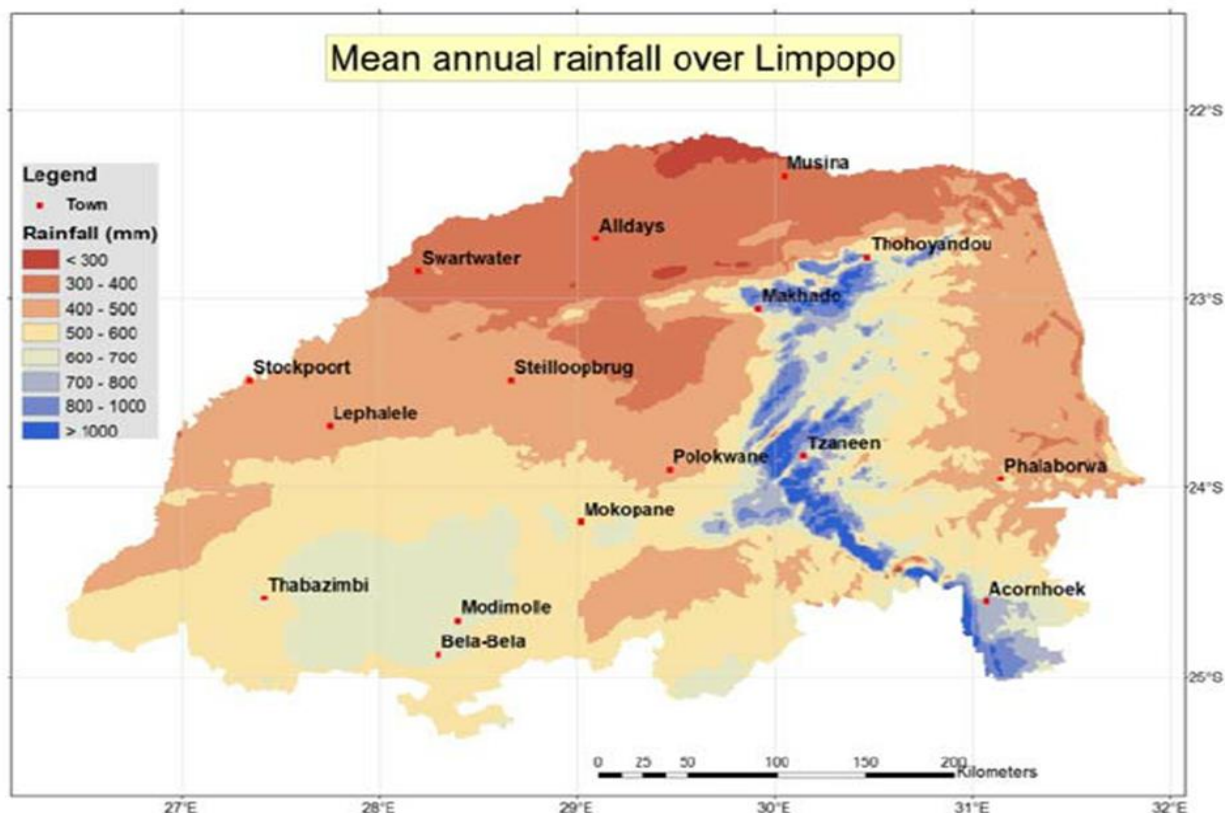 Mean annual rainfall over Limpopo
22°S
Musina
Legend
Town
Rainfall (mm)
< 300
300 - 400
400 - 500
500 - 600
600 - 700
700 - 800
800 - 1000
> 1000
Alldays
Thohoyandou
Swartwater
Makhado
23°S
Stockpoort
Steilloopbrug
Lephalele
Tzaneen
Polokwane
Phalaborwa
24°S
Mokopane
Thabazimbi
Acornhoek
Modimolle
Bela-Bela
25°S
0 25 50 100 150 200
Kilometers
27°E 28°E 29°E 30°E 31°E 32°E